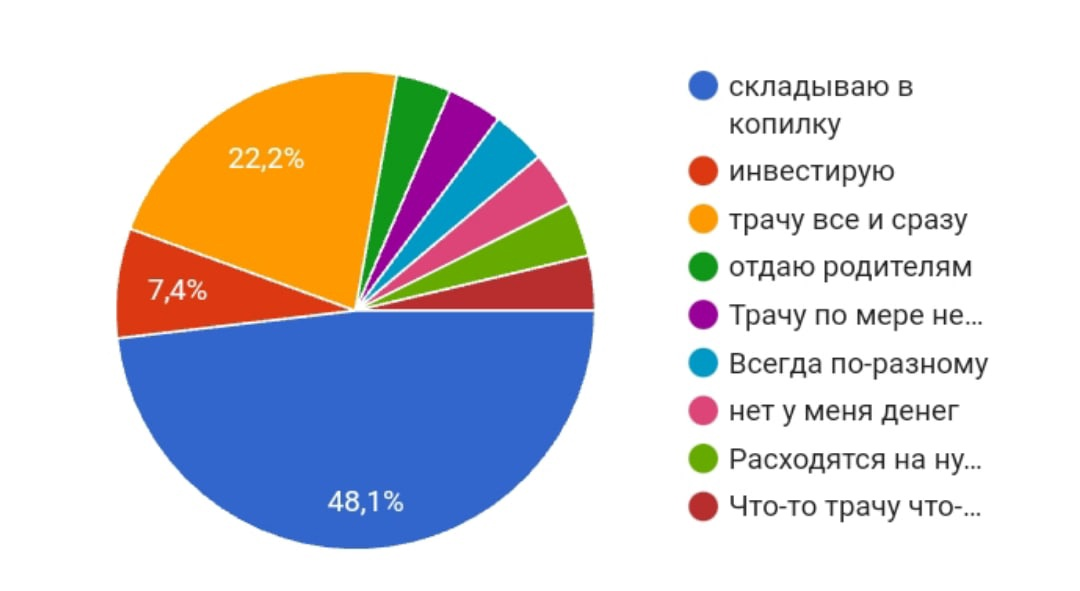 22,2%
7,4%
48,1%
складываю в
копилку
инвестирую
трачу все и сразу
отдаю родителям
Трачу по мере не...
Всегда по-разному
нет у меня денег
Расходятся на ну...
Что-то трачу что-...